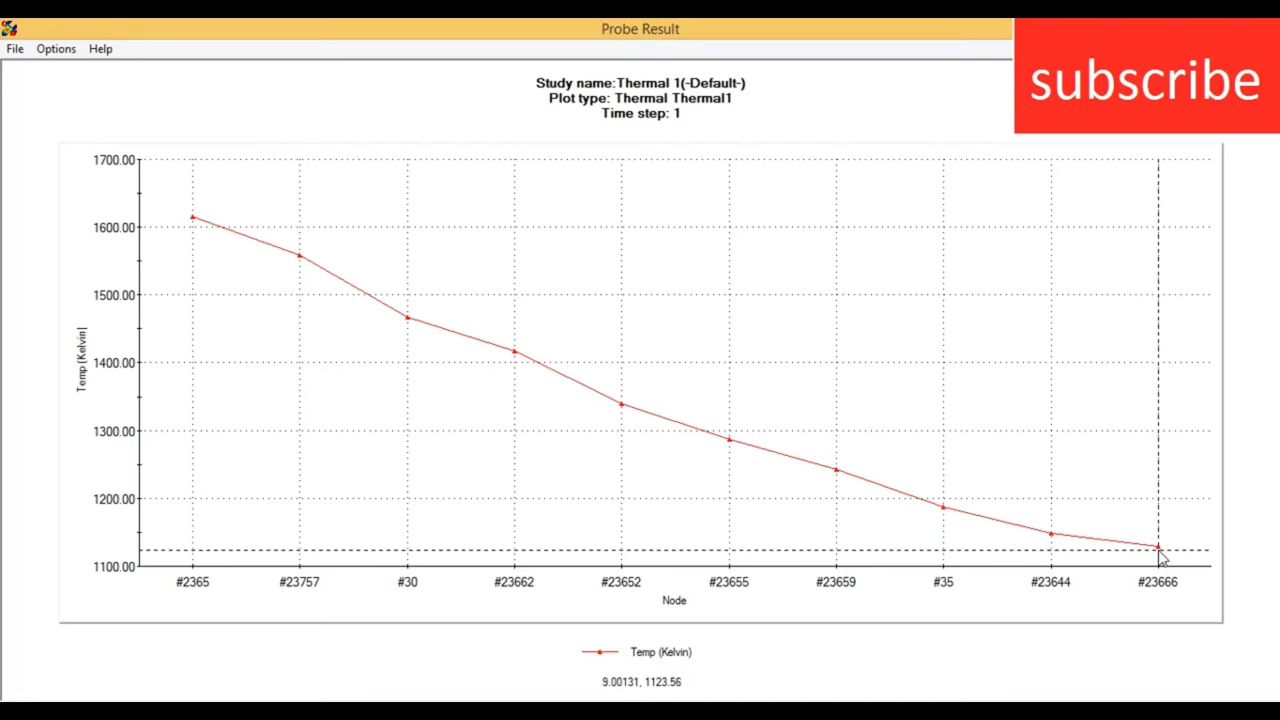 Probe Result
File Options Help
subscribe
Study name:Thermal 1(-Default-)
Plot type: Thermal Thermal1
Time step: 1
1700.00
1600.00
1500.00
1400.00
1300.00
1200.00
1100.00
Temp (Kelvin)
#2365 #23757 #30 #23662 #23652 #23655 #23659 #35 #23644 #23666
Node
Temp (Kelvin)
9.00131, 1123.56